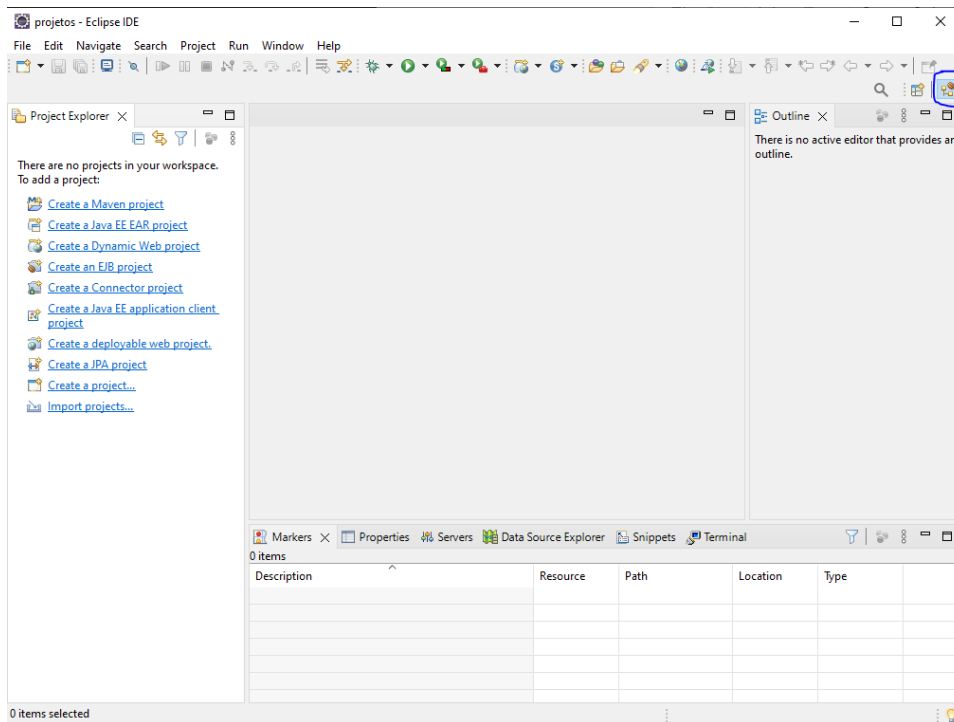 projetos - Eclipse IDE
File Edit Navigate Search Project Run Window Help
Project Explorer
There are no projects in your workspace.
To add a project:
Create a Maven project
Create a Java EE EAR project
Create a Dynamic Web project
Create an EJB project
Create a Connector project
Create a Java EE application client
project
Create a deployable web project.
Create a JPA project
Create a project...
Import projects...
Outline
There is no active editor that provides an
outline.
Markers Properties Servers Data Source Explorer Snippets Terminal
0 items
Description Resource Path Location Type
0 items selected